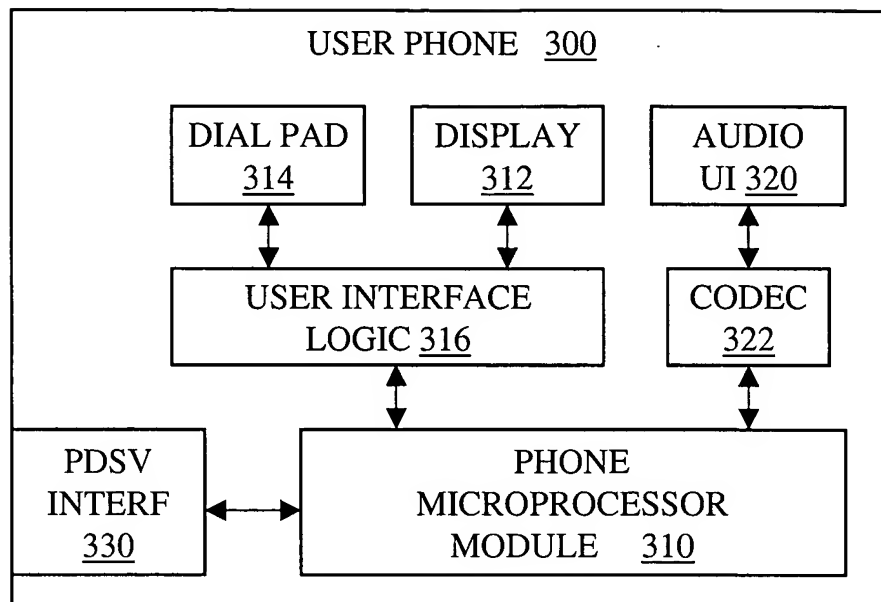 USER PHONE 300
DIAL PAD
314
DISPLAY
312
AUDIO
UI 320
USER INTERFACE
LOGIC 316
CODEC
322
PDSV
INTERF
330
PHONE
MICROPROCESSOR
MODULE 310